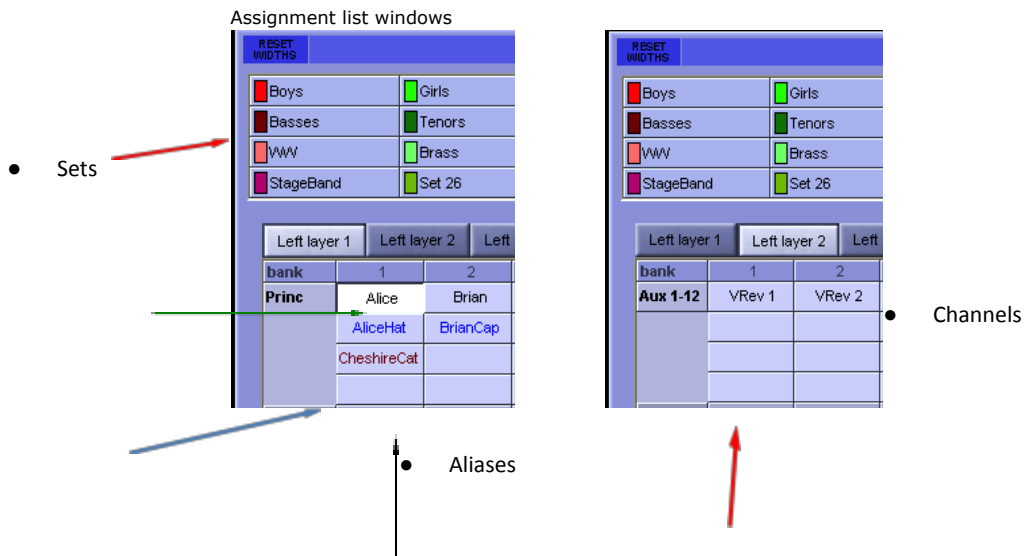 Assignment list windows
RESET
WIDTHS
Boys Girls
Basses Tenors
VWV Brass
StageBand Set 26
Left layer 1 Left layer 2 Left
bank 1 2
Princ Alice Brian
AliceHat BrianCap
CheshireCat
RESET
WIDTHS
Boys Girls
Basses Tenors
VWV Brass
StageBand Set 26
Left layer 1 Left layer 2 Left
bank 1 2
Aux 1-12 VRev 1 VRev 2
● Sets
● Channels
● Aliases